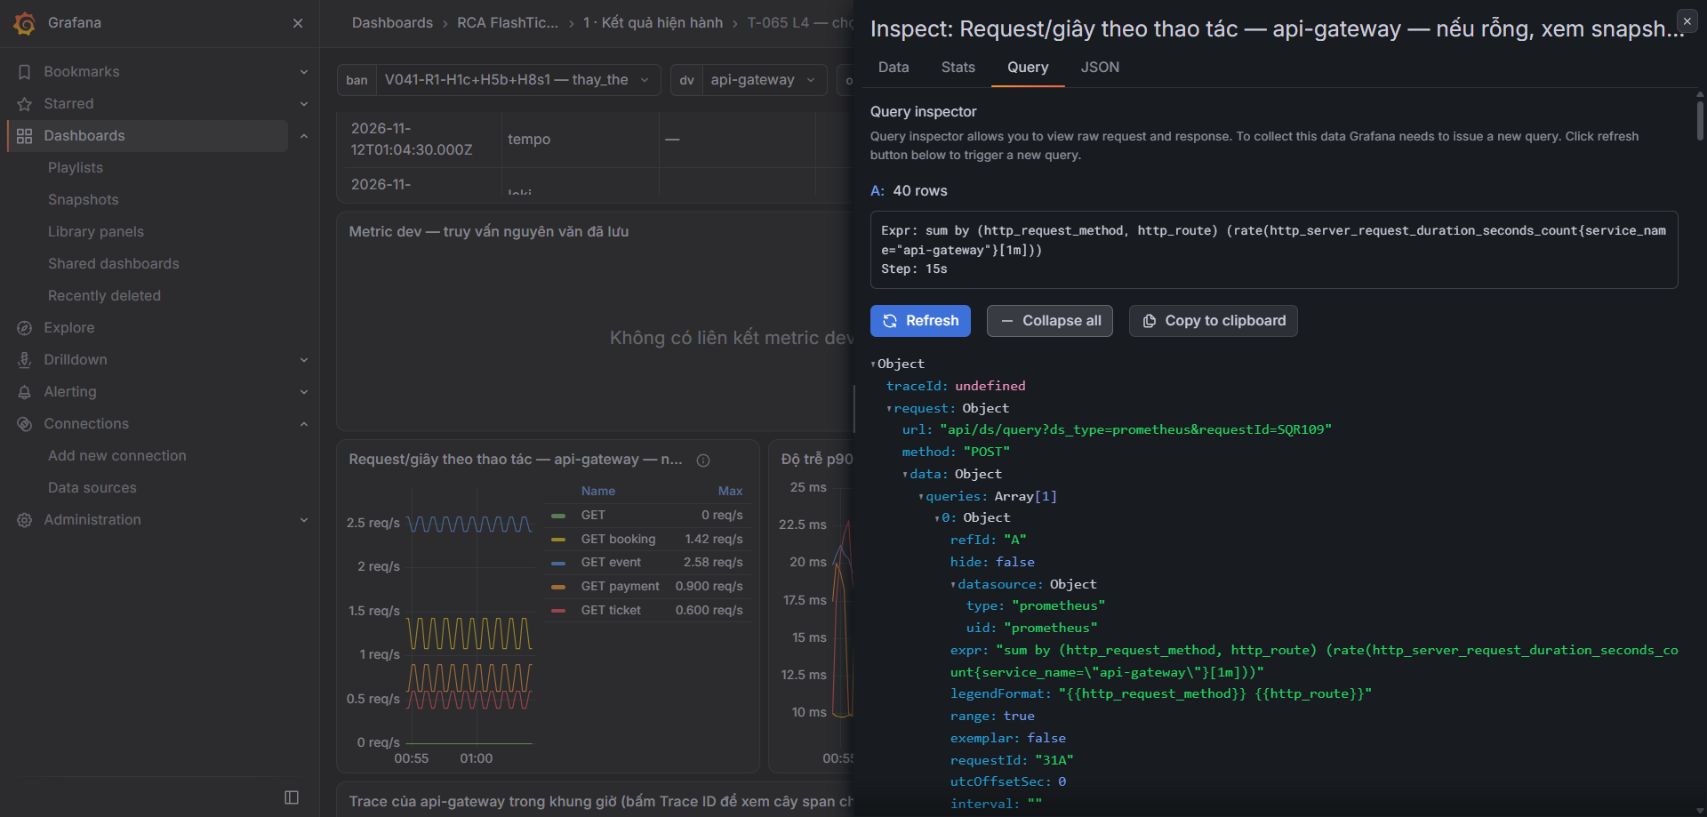 Grafana
Bookmarks
Starred
Dashboards
Playlists
Snapshots
Library panels
Shared dashboards
Recently deleted
Explore
Drilldown
Alerting
Connections
Add new connection
Data sources
Administration
Dashboards › RCA FlashTic... › 1 · Kết quả hiện hành › T-065 L4 — chọ
ban V041-R1-H1c+H5b+H8s1 — thay_the dv api-gateway
2026-11-
12T01:04:30.000Z tempo —
2026-11-
Metric dev — truy vấn nguyên văn đã lưu
Không có liên kết metric dev
Request/giây theo thao tác — api-gateway — n...
Name Max
GET 0 req/s
GET booking 1.42 req/s
GET event 2.58 req/s
GET payment 0.900 req/s
GET ticket 0.600 req/s
2.5 req/s
2 req/s
1.5 req/s
1 req/s
0.5 req/s
0 req/s
00:55 01:00
Độ trễ p90
25 ms
22.5 ms
20 ms
17.5 ms
15 ms
12.5 ms
10 ms
00:55
Trace của api-gateway trong khung giờ (bấm Trace ID để xem cây span ch
Inspect: Request/giây theo thao tác — api-gateway — nếu rỗng, xem snapsh...
Data Stats Query JSON
Query inspector
Query inspector allows you to view raw request and response. To collect this data Grafana needs to issue a new query. Click refresh
button below to trigger a new query.
A: 40 rows
Expr: sum by (http_request_method, http_route) (rate(http_server_request_duration_seconds_count{service_nam
e="api-gateway"}[1m]))
Step: 15s
Refresh
Collapse all
Copy to clipboard
Object
traceId: undefined
request: Object
url: "api/ds/query?ds_type=prometheus&requestId=SQR109"
method: "POST"
data: Object
queries: Array[1]
0: Object
refId: "A"
hide: false
datasource: Object
type: "prometheus"
uid: "prometheus"
expr: "sum by (http_request_method, http_route) (rate(http_server_request_duration_seconds_co
unt{service_name=\"api-gateway\"}[1m]))"
legendFormat: "{{http_request_method}} {{http_route}}"
range: true
exemplar: false
requestId: "31A"
utcOffsetSec: 0
interval: ""